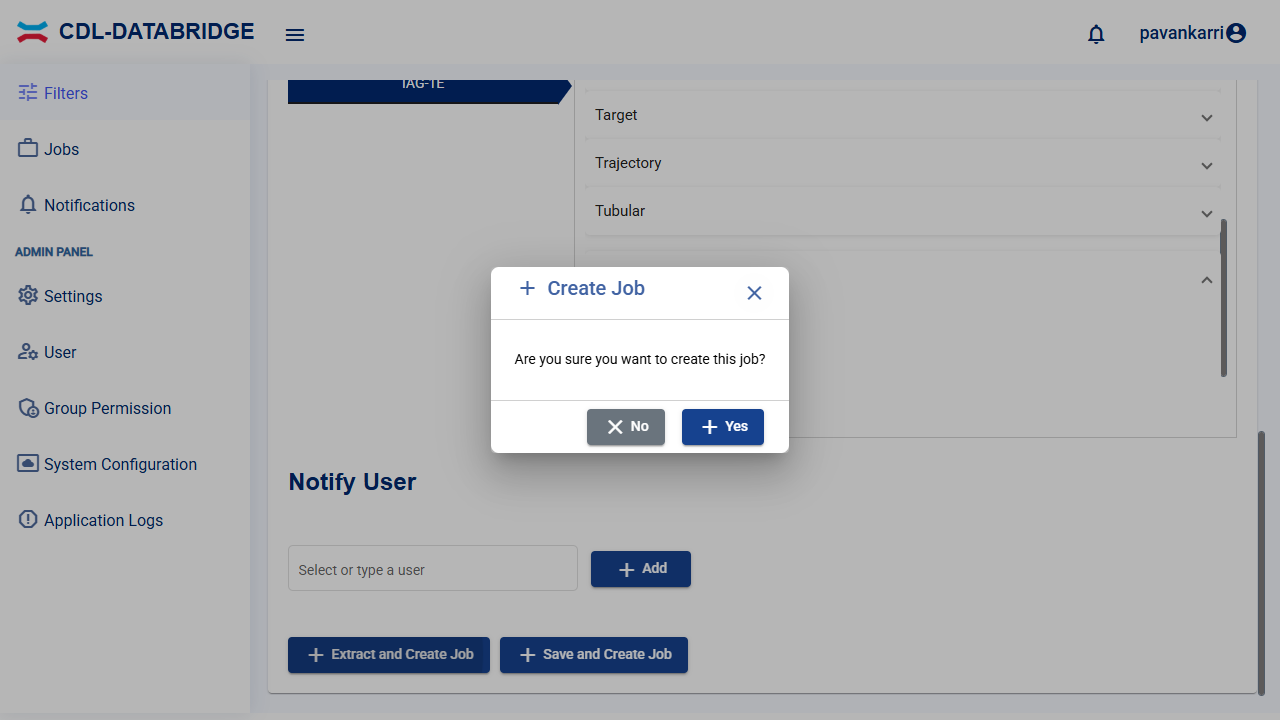 CDL-DATABRIDGE
pavankarri
Filters
Jobs
Notifications
ADMIN PANEL
Settings
User
Group Permission
System Configuration
Application Logs
TAG-TE
Target
Trajectory
Tubular
Create Job
Are you sure you want to create this job?
No
Yes
Notify User
Select or type a user
Add
Extract and Create Job
Save and Create Job